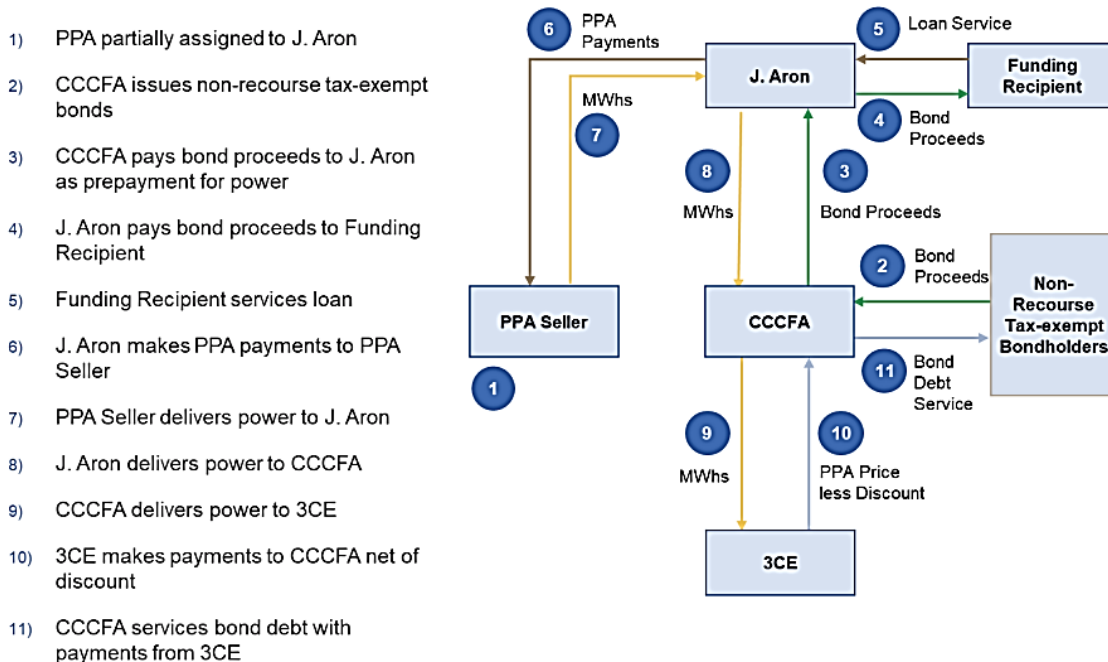 1) PPA partially assigned to J. Aron
2) CCCFA issues non-recourse tax-exempt
bonds
3) CCCFA pays bond proceeds to J. Aron
as prepayment for power
4) J. Aron pays bond proceeds to Funding
Recipient
5) Funding Recipient services loan
6) J. Aron makes PPA payments to PPA
Seller
7) PPA Seller delivers power to J. Aron
8) J. Aron delivers power to CCCFA
9) CCCFA delivers power to 3CE
10) 3CE makes payments to CCCFA net of
discount
11) CCCFA services bond debt with
payments from 3CE
6
PPA
Payments
5
Loan Service
J. Aron
Funding
Recipient
MWhs
7
4
Bond
Proceeds
8
MWhs
3
Bond Proceeds
2
Bond
Proceeds
Non-
Recourse
Tax-exempt
Bondholders
PPA Seller
CCCFA
1
11
Bond
Debt
Service
9
MWhs
10
PPA Price
less Discount
3CE